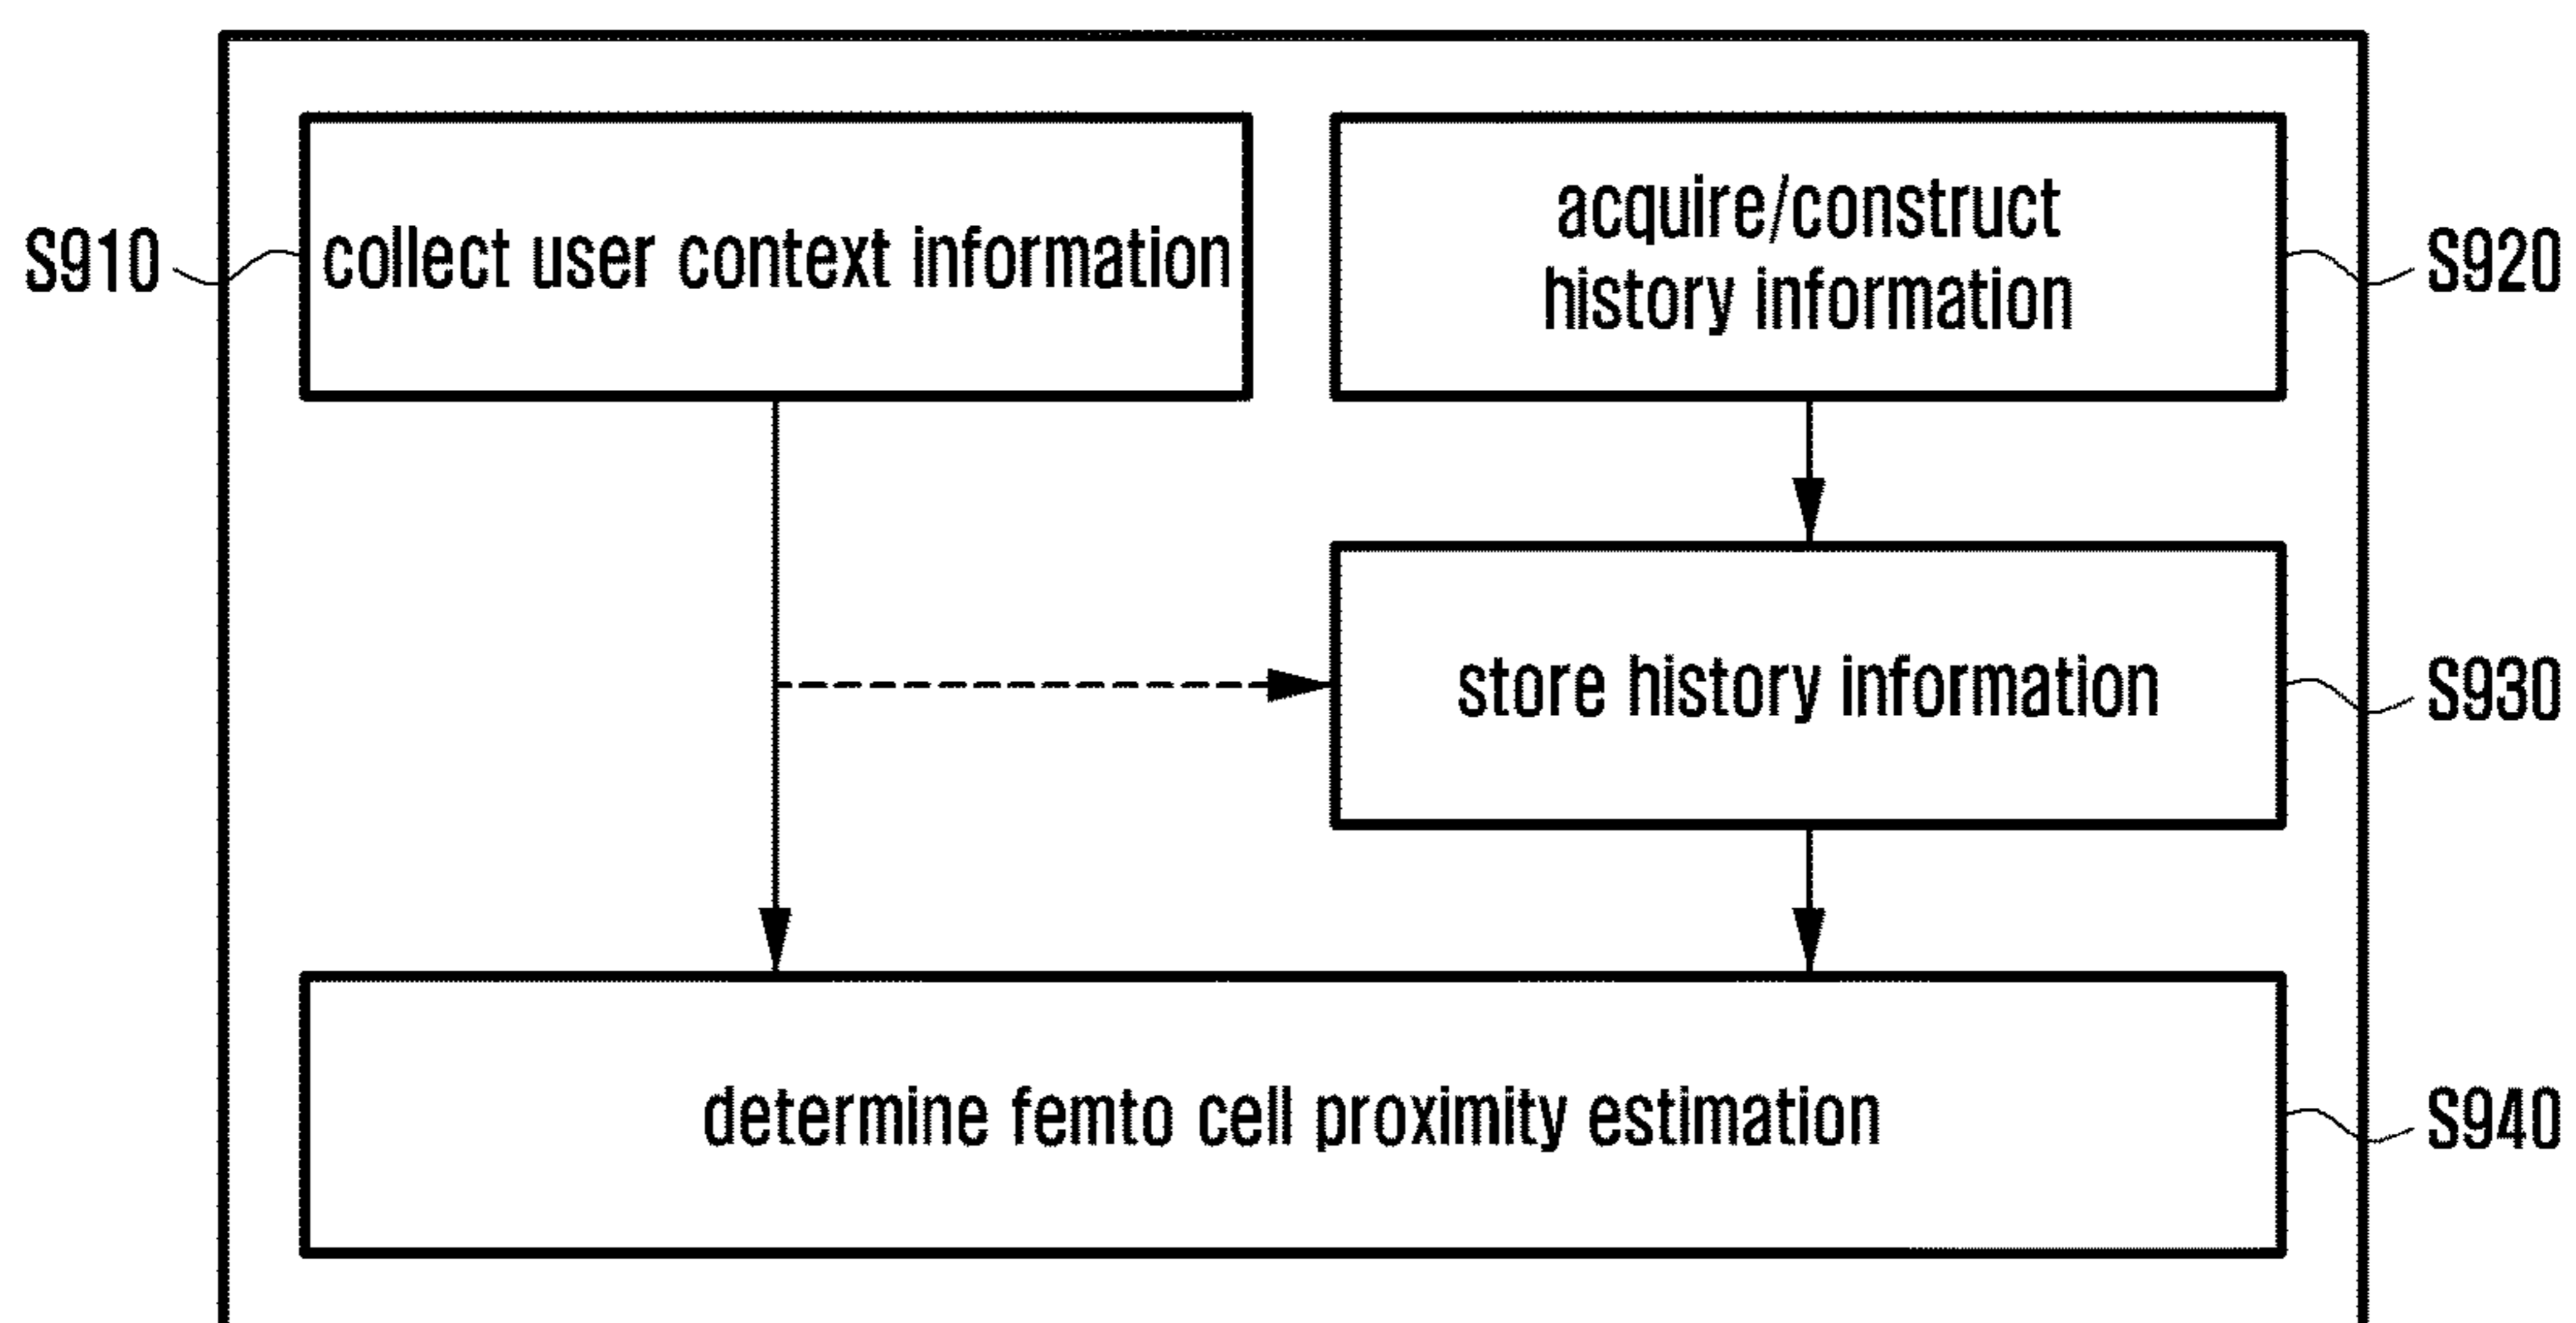 S910
collect user context information
acquire/construct
history information
S920
store history information
S930
determine femto cell proximity estimation
S940